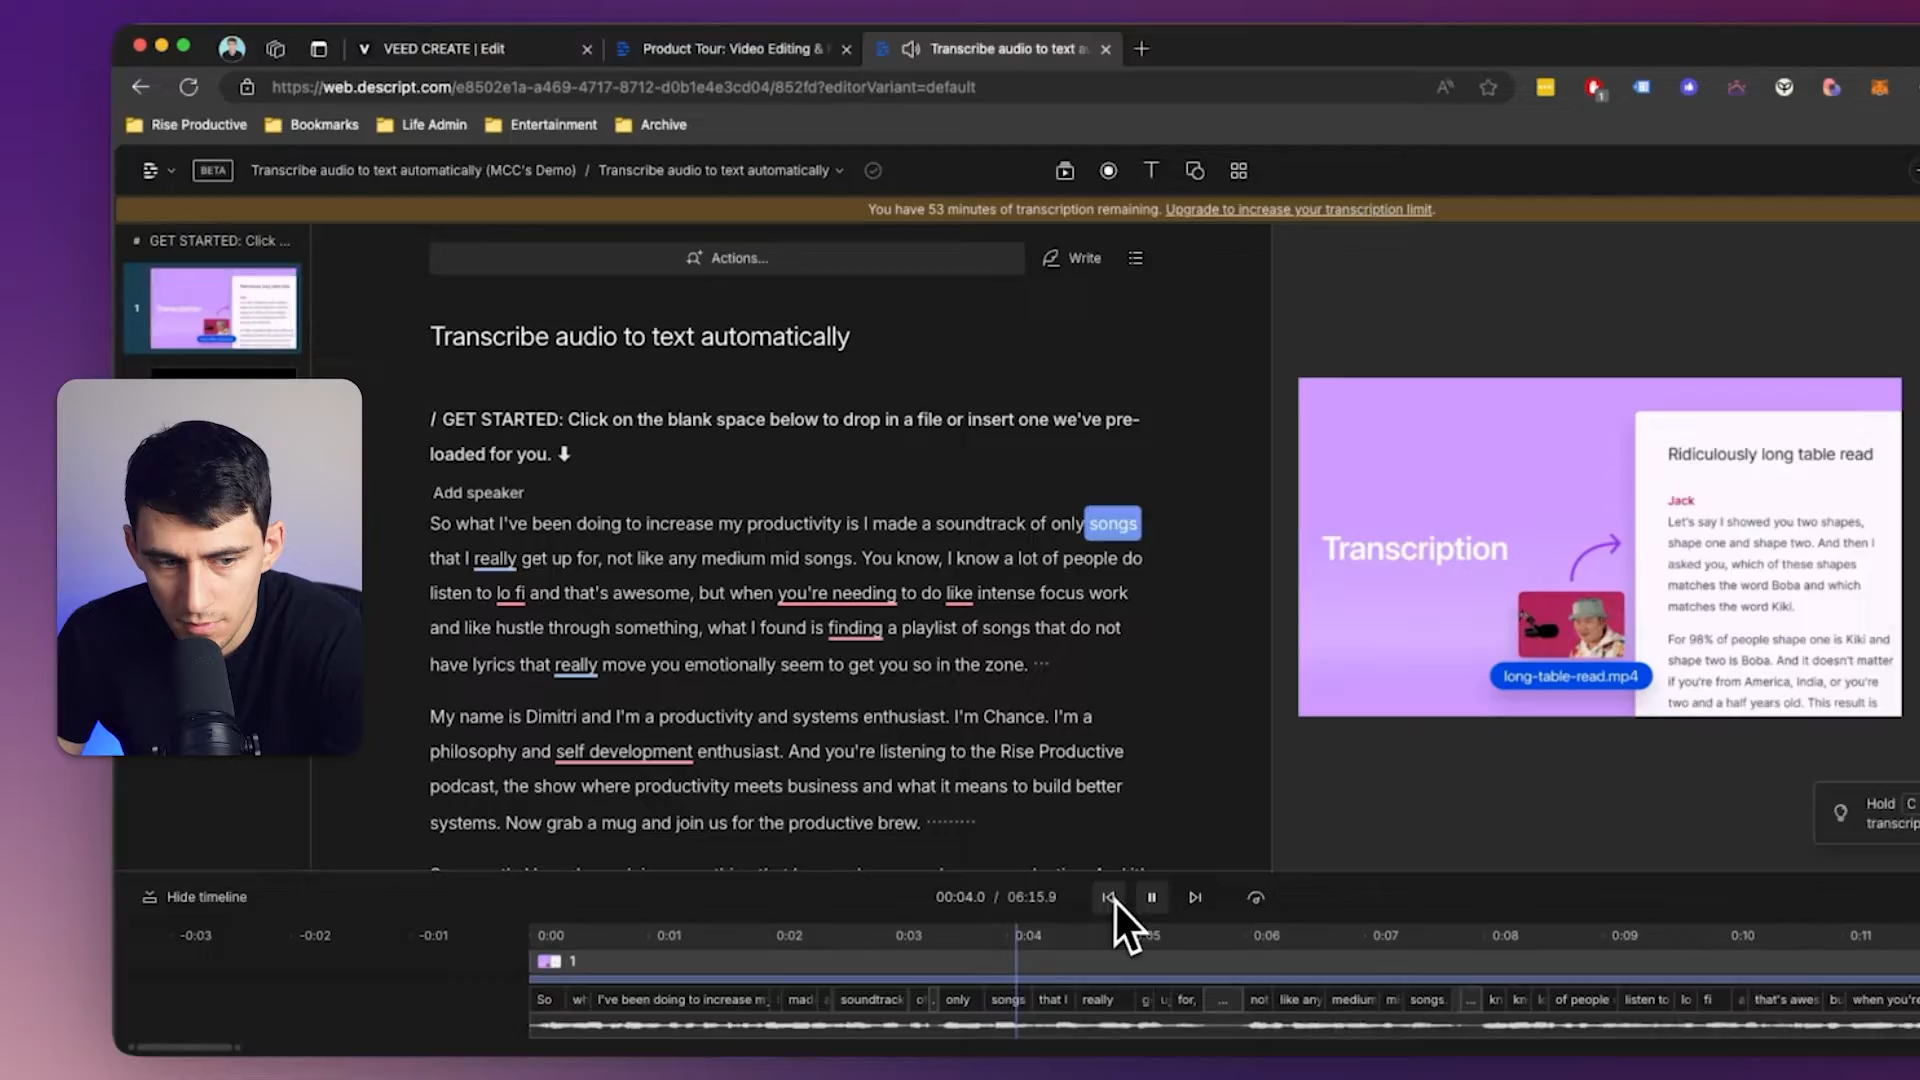 VEED CREATE | Edit
Product Tour: Video Editing &
Transcribe audio to text a
https://web.descript.com/e8502e1a-a469-4717-8712-d0b1e4e3cd04/852fd?editorVariant=default
Rise Productive
Bookmarks
Life Admin
Entertainment
Archive
BETA
Transcribe audio to text automatically (MCC's Demo) / Transcribe audio to text automatically
You have 53 minutes of transcription remaining. Upgrade to increase your transcription limit.
# GET STARTED: Click ...
Actions...
Write
1
Transcribe audio to text automatically
/ GET STARTED: Click on the blank space below to drop in a file or insert one we've pre-
loaded for you. ⬇
Add speaker
So what I've been doing to increase my productivity is I made a soundtrack of only songs
that I really get up for, not like any medium mid songs. You know, I know a lot of people do
listen to lo fi and that's awesome, but when you're needing to do like intense focus work
and like hustle through something, what I found is finding a playlist of songs that do not
have lyrics that really move you emotionally seem to get you so in the zone. ···
My name is Dimitri and I'm a productivity and systems enthusiast. I'm Chance. I'm a
philosophy and self development enthusiast. And you're listening to the Rise Productive
podcast, the show where productivity meets business and what it means to build better
systems. Now grab a mug and join us for the productive brew. ·········
Transcription
long-table-read.mp4
Ridiculously long table read
Jack
Let's say I showed you two shapes,
shape one and shape two. And then I
asked you, which of these shapes
matches the word Boba and which
matches the word Kiki.
For 98% of people shape one is Kiki and
shape two is Boba. And it doesn't matter
if you're from America, India, or you're
two and a half years old. This result is
Hold C
transcrip
Hide timeline
00:04.0 / 06:15.9
-0:03 -0:02 -0:01 0:00 0:01 0:02 0:03 0:04 0:06 0:07 0:08 0:09 0:10 0:11
1
So wh I've been doing to increase m mad soundtrack o . only songs that I really g u for, ... not like any medium m songs. ... kn kn of people listen to lo fi a that's awes bu when you're